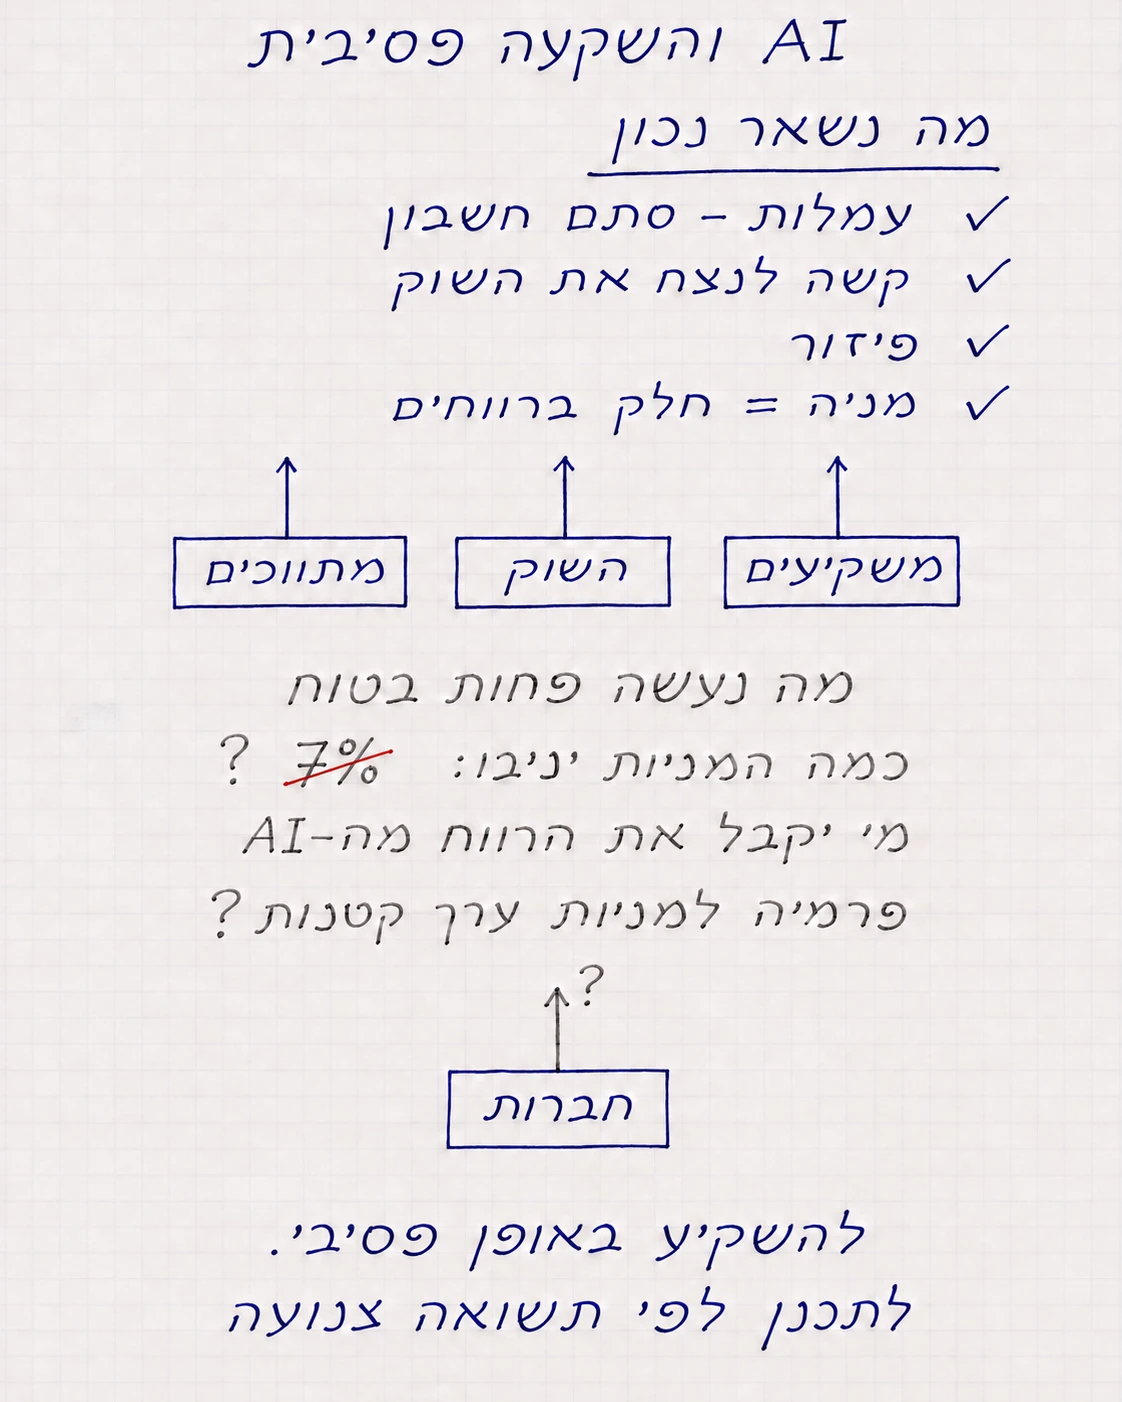 AI והשקעה פסיבית
מה נשאר נכון
✓ עמלות – סתם חשבון
✓ קשה לנצח את השוק
✓ פיזור
✓ מניה = חלק ברווחים
משקיעים
השוק
מתווכים
מה נעשה פחות בטוח
כמה המניות יניבו: 7% ?
מי יקבל את הרווח מה-AI
פרמיה למניות ערך קטנות ?
?
חברות
להשקיע באופן פסיבי.
לתכנן לפי תשואה צנועה